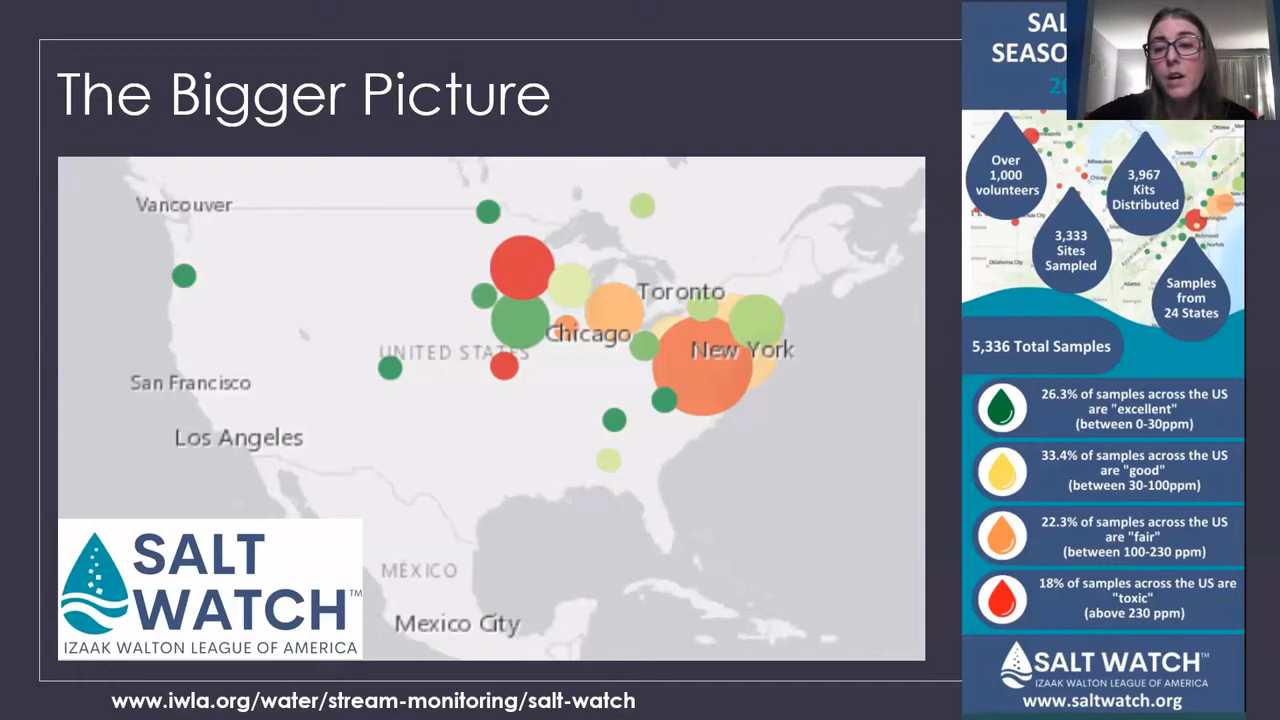 The Bigger Picture
Vancouver
Toronto
Chicago
New York
UNITED STATES
San Francisco
Los Angeles
MÉXICO
Mexico City
SALT
WATCH™
IZAAK WALTON LEAGUE OF AMERICA
www.iwla.org/water/stream-monitoring/salt-watch
SAL
SEASO
20
Over
1,000
volunteers
3,967
Kits
Distributed
3,333
Sites
Sampled
Samples
from
24 States
5,336 Total Samples
26.3% of samples across the US
are "excellent"
(between 0-30ppm)
33.4% of samples across the US
are "good"
(between 30-100ppm)
22.3% of samples across the US
are "fair"
(between 100-230 ppm)
18% of samples across the US are
"toxic"
(above 230 ppm)
SALT WATCH™
IZAAK WALTON LEAGUE OF AMERICA
www.saltwatch.org